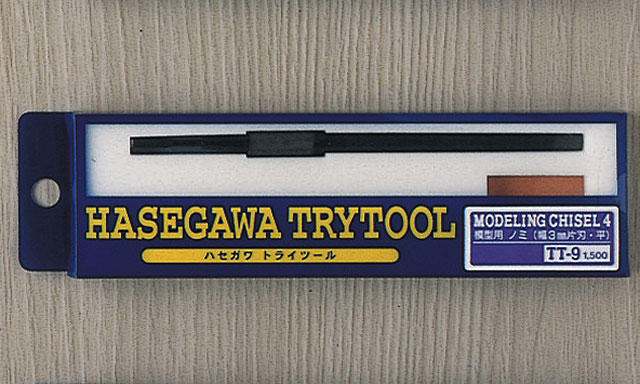 HASEGAWA TRYTOOL
ハセガワ トライツール
MODELING CHISEL 4
模型用 ノミ (幅3mm片刃・平)
TT-9 1,500